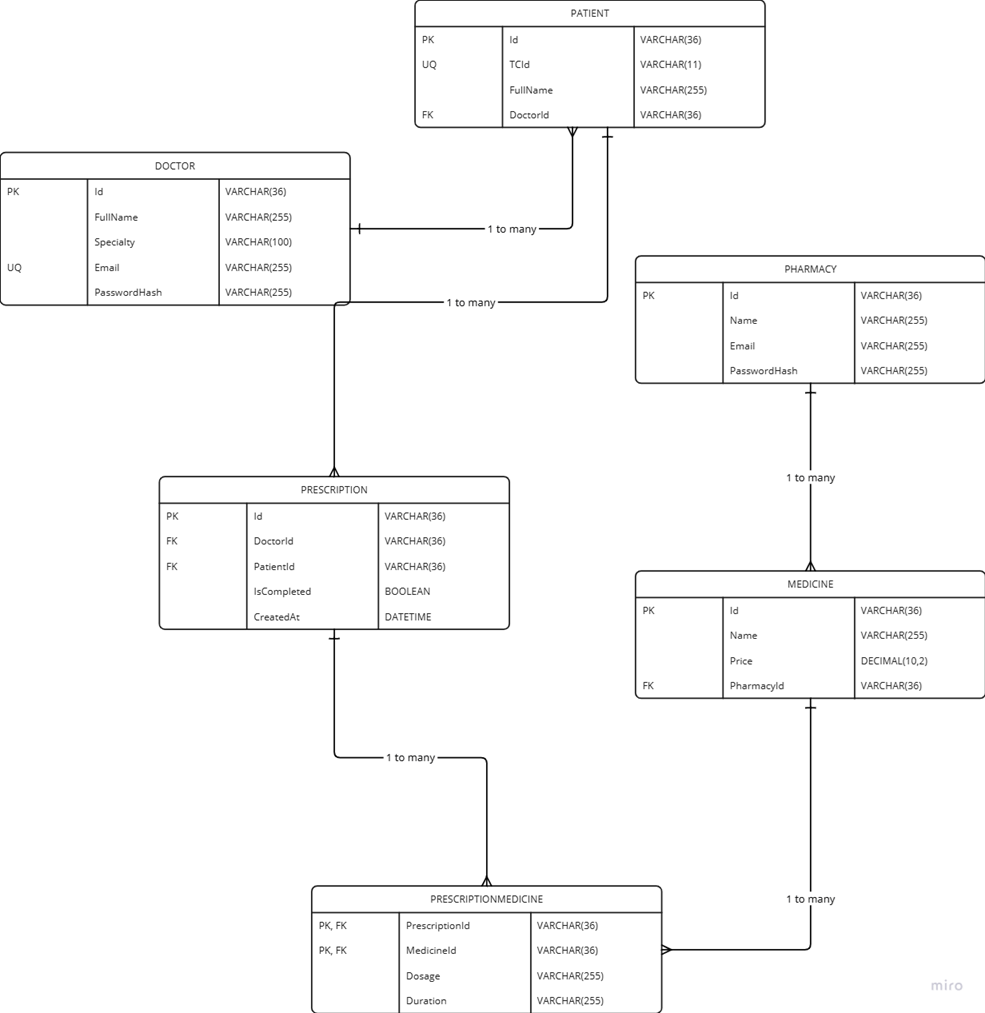 PATIENT
PK Id VARCHAR(36)
UQ TCId VARCHAR(11)
FullName VARCHAR(255)
FK DoctorId VARCHAR(36)
DOCTOR
PK Id VARCHAR(36)
FullName VARCHAR(255)
Specialty VARCHAR(100)
UQ Email VARCHAR(255)
PasswordHash VARCHAR(255)
1 to many
1 to many
PHARMACY
PK Id VARCHAR(36)
Name VARCHAR(255)
Email VARCHAR(255)
PasswordHash VARCHAR(255)
1 to many
PRESCRIPTION
PK Id VARCHAR(36)
FK DoctorId VARCHAR(36)
FK PatientId VARCHAR(36)
IsCompleted BOOLEAN
CreatedAt DATETIME
MEDICINE
PK Id VARCHAR(36)
Name VARCHAR(255)
Price DECIMAL(10,2)
FK PharmacyId VARCHAR(36)
1 to many
1 to many
PRESCRIPTIONMEDICINE
PK, FK PrescriptionId VARCHAR(36)
PK, FK MedicineId VARCHAR(36)
Dosage VARCHAR(255)
Duration VARCHAR(255)
miro